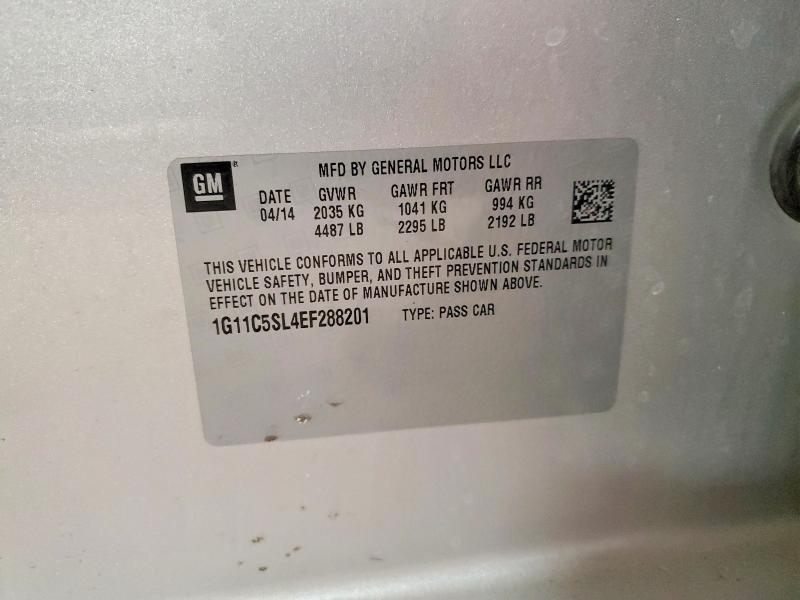 GM®
MFD BY GENERAL MOTORS LLC
DATE GVWR GAWR FRT GAWR RR
04/14 2035 KG 1041 KG 994 KG
4487 LB 2295 LB 2192 LB
THIS VEHICLE CONFORMS TO ALL APPLICABLE U.S. FEDERAL MOTOR
VEHICLE SAFETY, BUMPER, AND THEFT PREVENTION STANDARDS IN
EFFECT ON THE DATE OF MANUFACTURE SHOWN ABOVE.
1G11C5SL4EF288201 TYPE: PASS CAR